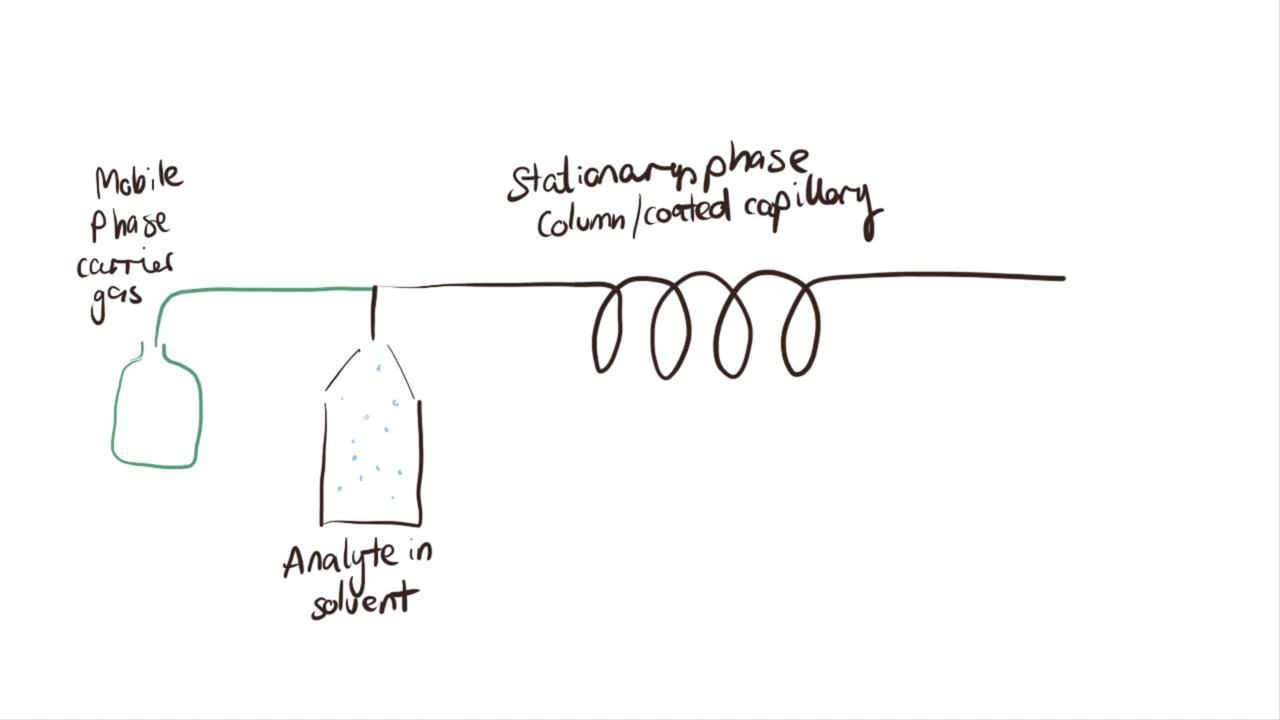 Mobile
Phase
carrier
gas
Stationary phase
Column/coated capillary
Analyte in
solvent